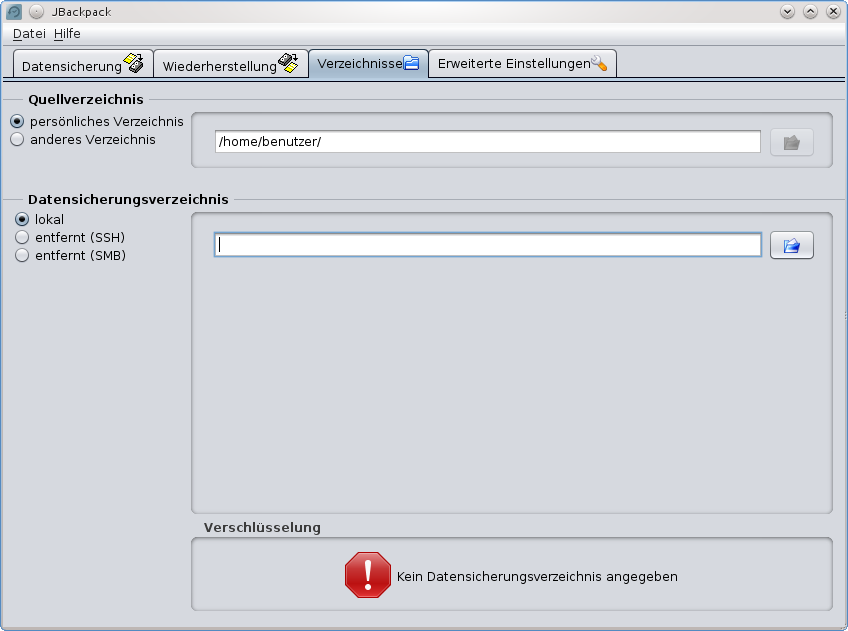 JBackpack
Datei Hilfe
Datensicherung Wiederherstellung Verzeichnisse Erweiterte Einstellungen
Quellverzeichnis
persönliches Verzeichnis
anderes Verzeichnis
/home/benutzer/
Datensicherungsverzeichnis
lokal
entfernt (SSH)
entfernt (SMB)
Verschlüsselung
Kein Datensicherungsverzeichnis angegeben